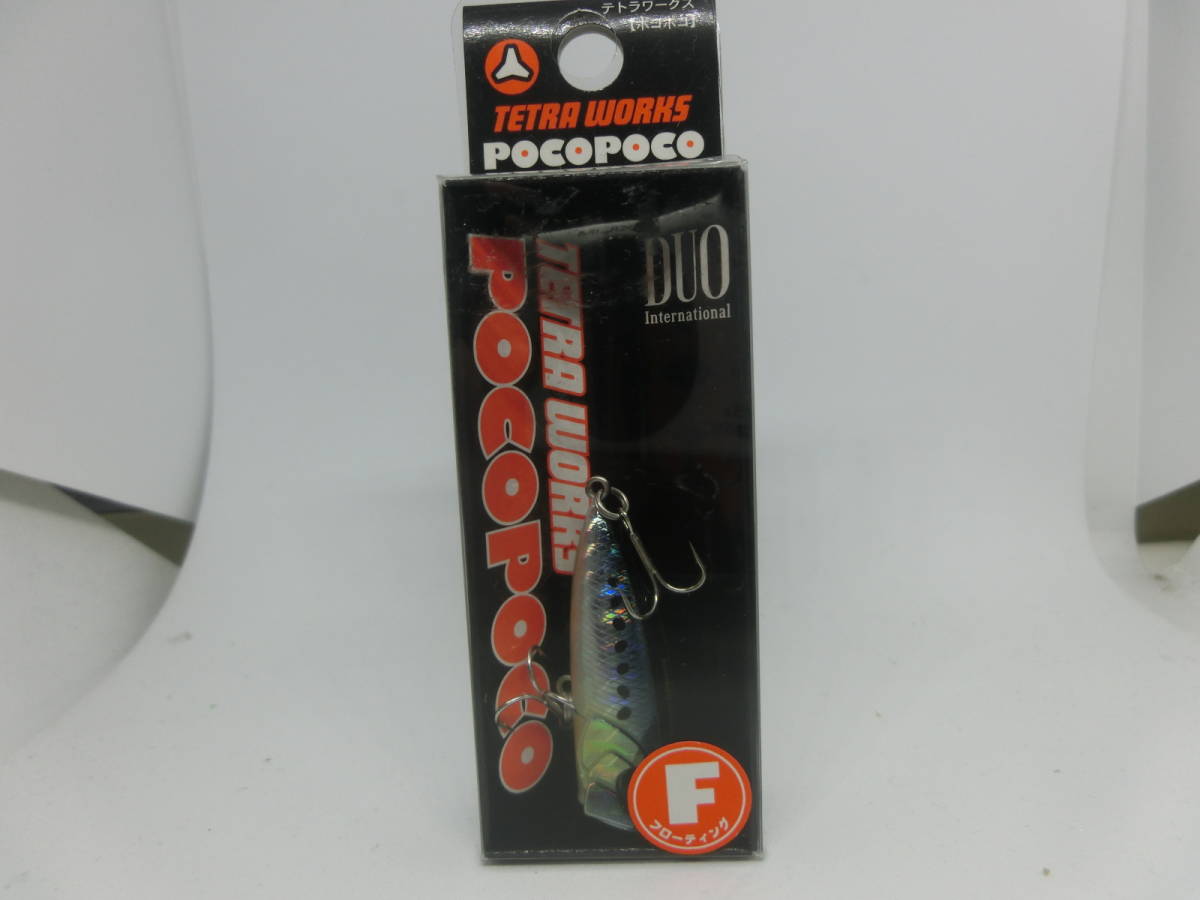 テトラワークス
【ポコポコ】
TETRA WORKS
POCOPOCO
DUO
International
TETRA WORKS
POCOPOCO
F
フローティング